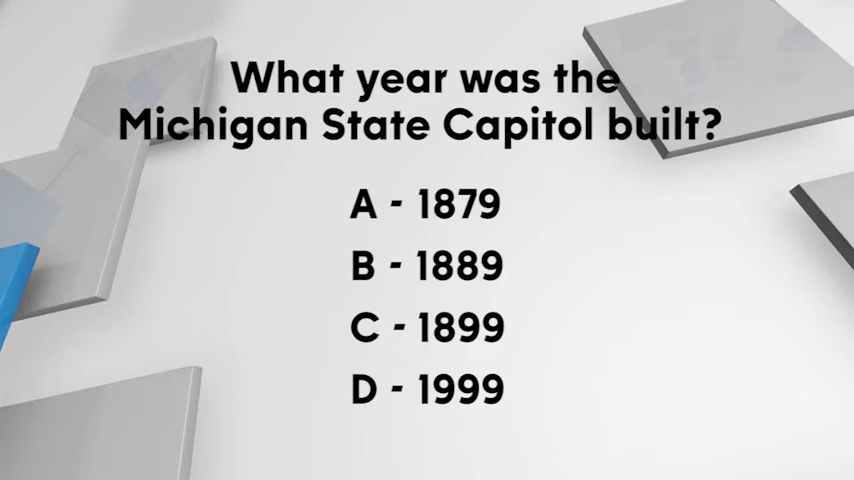 What year was the
Michigan State Capitol built?
A - 1879
B - 1889
C - 1899
D - 1999